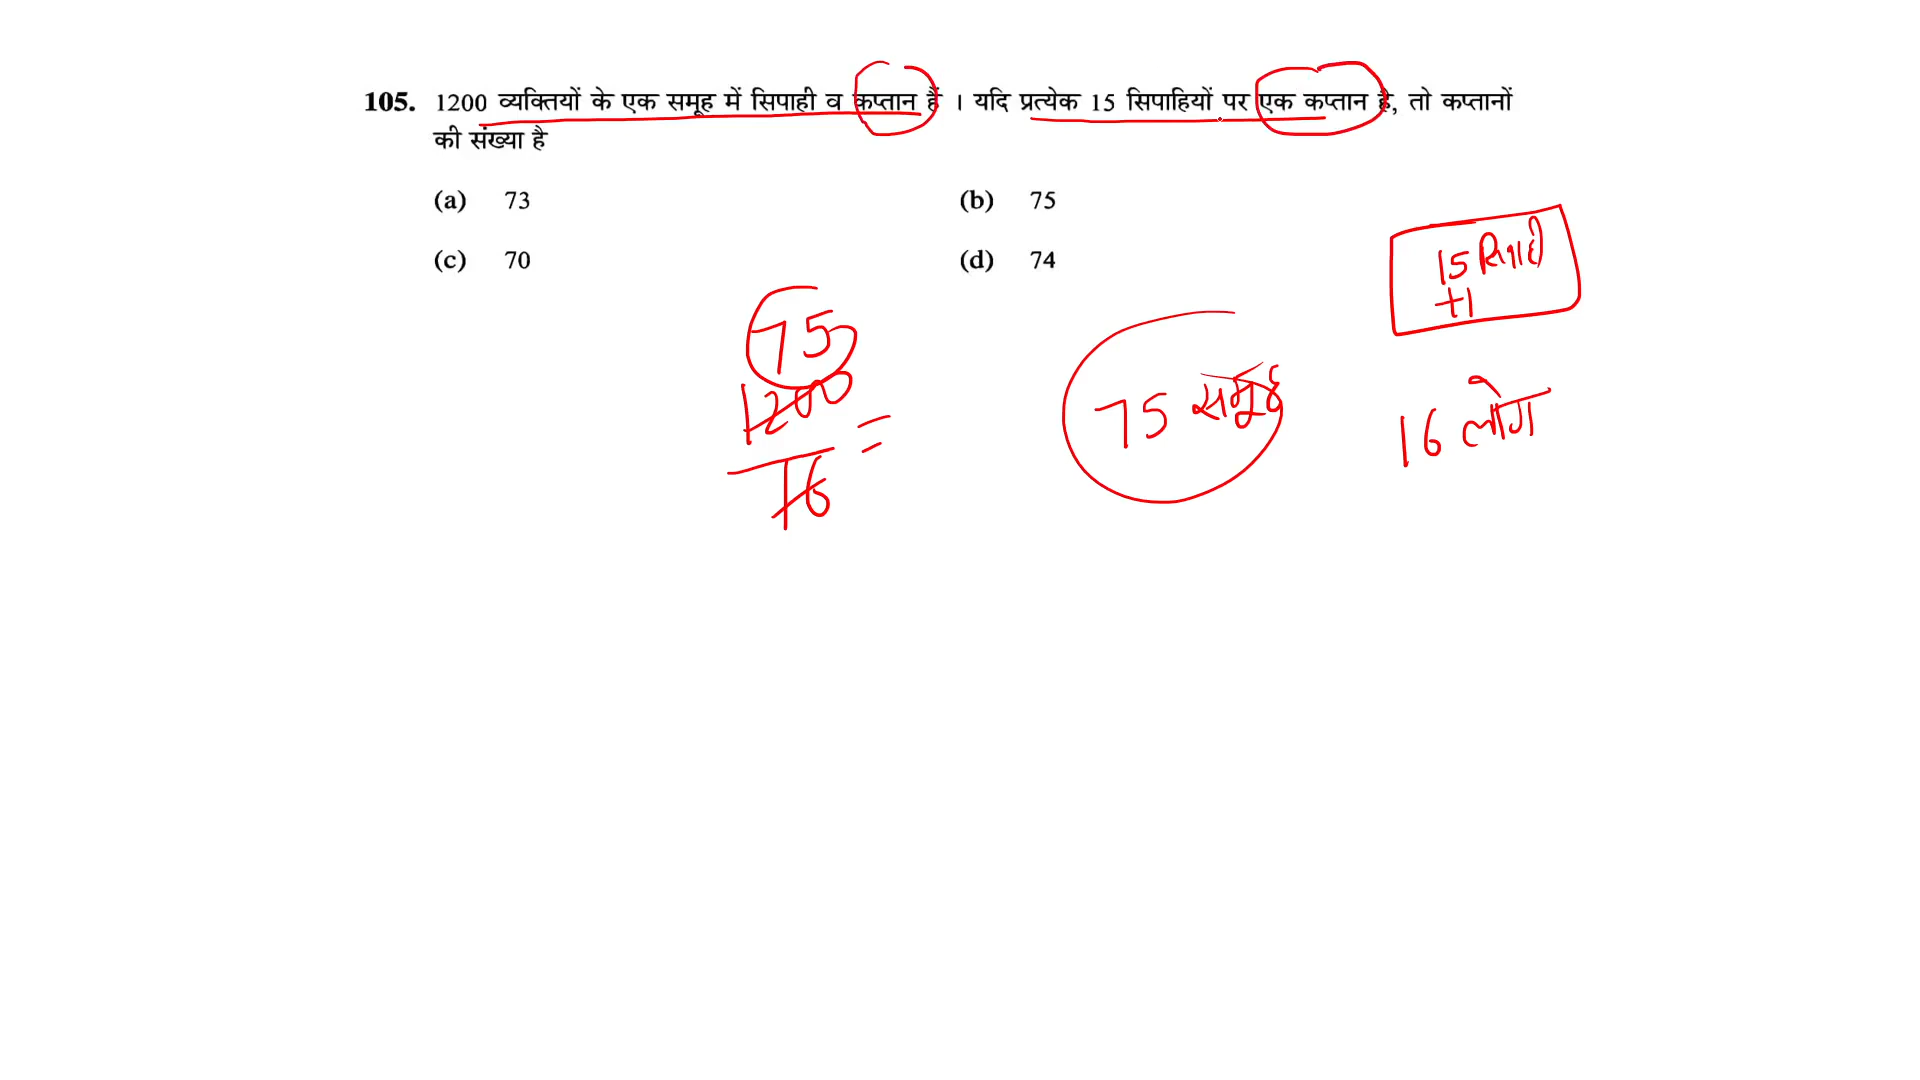 105. 1200 व्यक्तियों के एक समूह में सिपाही व कप्तान हैं । यदि प्रत्येक 15 सिपाहियों पर एक कप्तान है, तो कप्तानों
की संख्या है
(a) 73
(b) 75
(c) 70
(d) 74
15 सिपाही
+1
75
1200
=
16
75 समूह
16 लोग